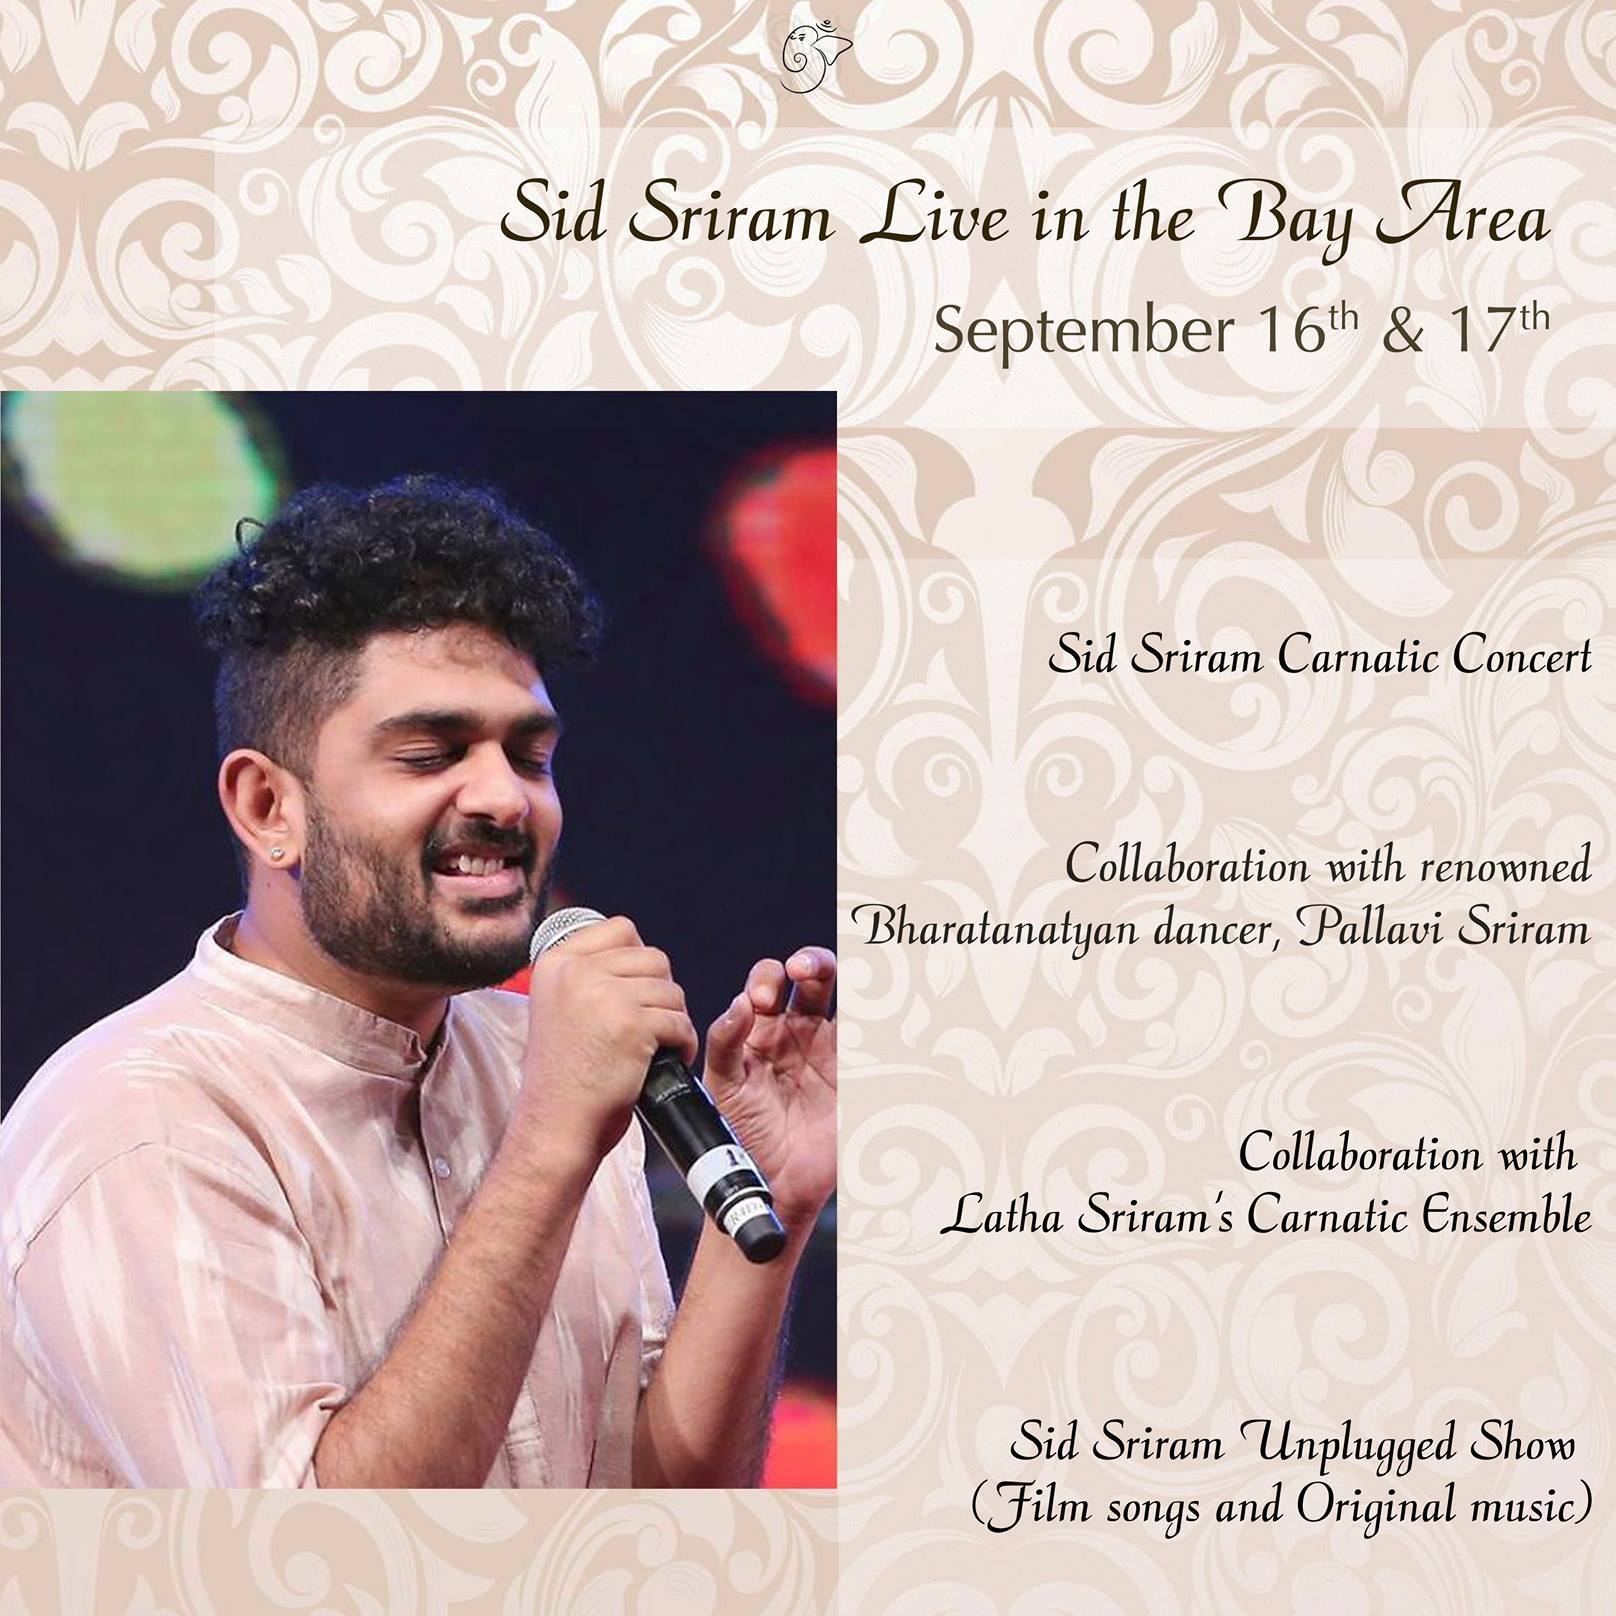 Sid Sriram Live in the Bay Area
September 16th & 17th
Sid Sriram Carnatic Concert
Collaboration with renowned
Bharatanatyan dancer, Pallavi Sriram
Collaboration with
Latha Sriram's Carnatic Ensemble
Sid Sriram Unplugged Show
(Film songs and Original music)